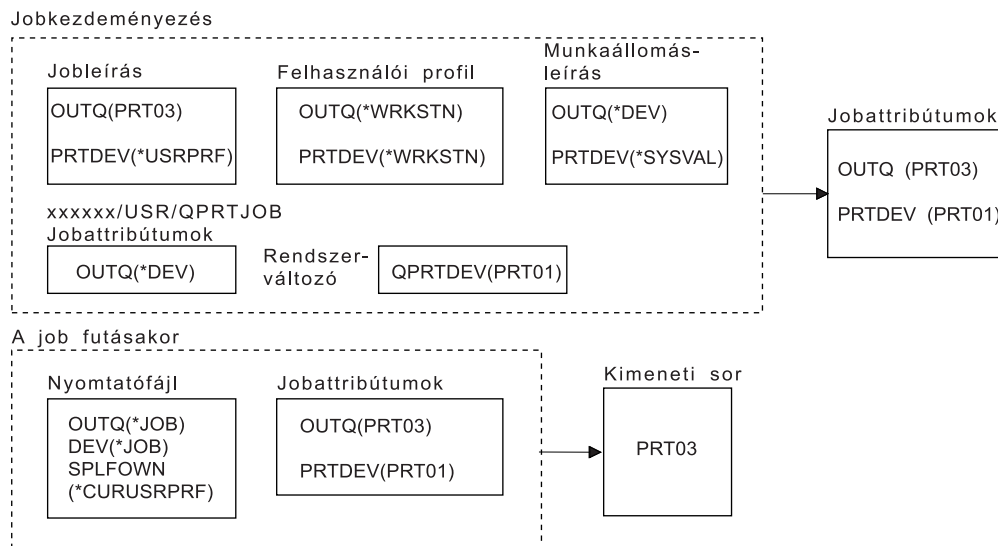 Jobkezdeményezés
Jobleírás
OUTQ(PRT03)
PRTDEV(*USRPRF)
Felhasználói profil
OUTQ(*WRKSTN)
PRTDEV(*WRKSTN)
Munkaállomás-
leírás
OUTQ(*DEV)
PRTDEV(*SYSVAL)
Jobattribútumok
OUTQ (PRT03)
PRTDEV (PRT01)
xxxxxx/USR/QPRTJOB
Jobattribútumok
OUTQ(*DEV)
Rendszer-
változó
QPRTDEV(PRT01)
A job futásakor
Nyomtatófájl
OUTQ(*JOB)
DEV(*JOB)
SPLFOWN
(*CURUSRPRF)
Jobattribútumok
OUTQ(PRT03)
PRTDEV(PRT01)
Kimeneti sor
PRT03